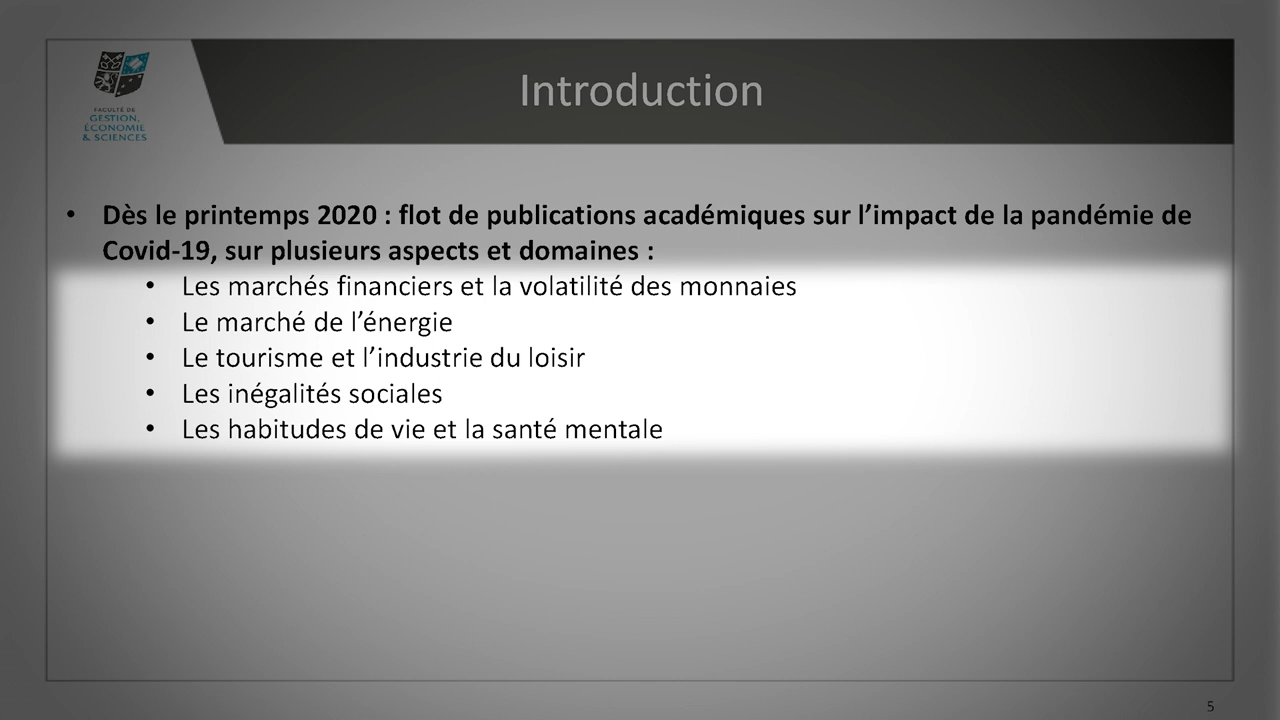 FACULTÉ DE
GESTION,
ÉCONOMIE
& SCIENCES
Introduction
• Dès le printemps 2020 : flot de publications académiques sur l’impact de la pandémie de
Covid-19, sur plusieurs aspects et domaines :
• Les marchés financiers et la volatilité des monnaies
• Le marché de l’énergie
• Le tourisme et l’industrie du loisir
• Les inégalités sociales
• Les habitudes de vie et la santé mentale
5